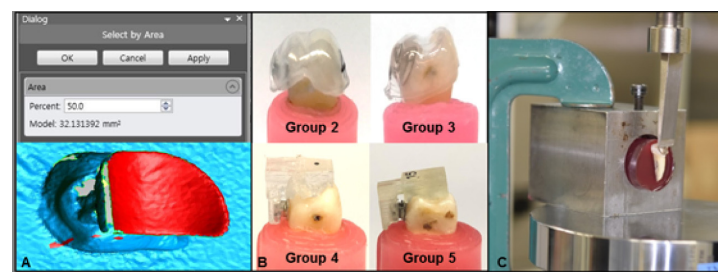 Dialog
Select by Area
OK Cancel Apply
Area
Percent: 50.0
Model: 32.131392 mm²
A
Group 2
Group 3
Group 4
Group 5
B
C